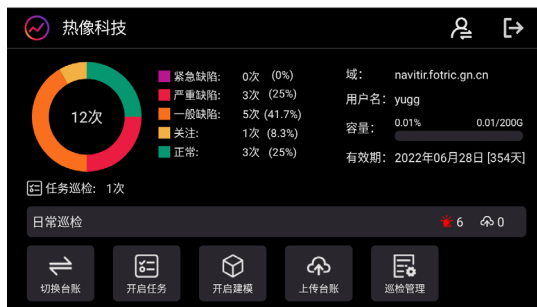 热像科技
12次
紧急缺陷: 0次 (0%)
严重缺陷: 3次 (25%)
一般缺陷: 5次 (41.7%)
关注: 1次 (8.3%)
正常: 3次 (25%)
域: navitir.fotric.gn.cn
用户名: yugg
容量: 0.01% 0.01/200G
有效期: 2022年06月28日 [354天]
任务巡检: 1次
日常巡检 6 0
切换台账 开启任务 开启建模 上传台账 巡检管理